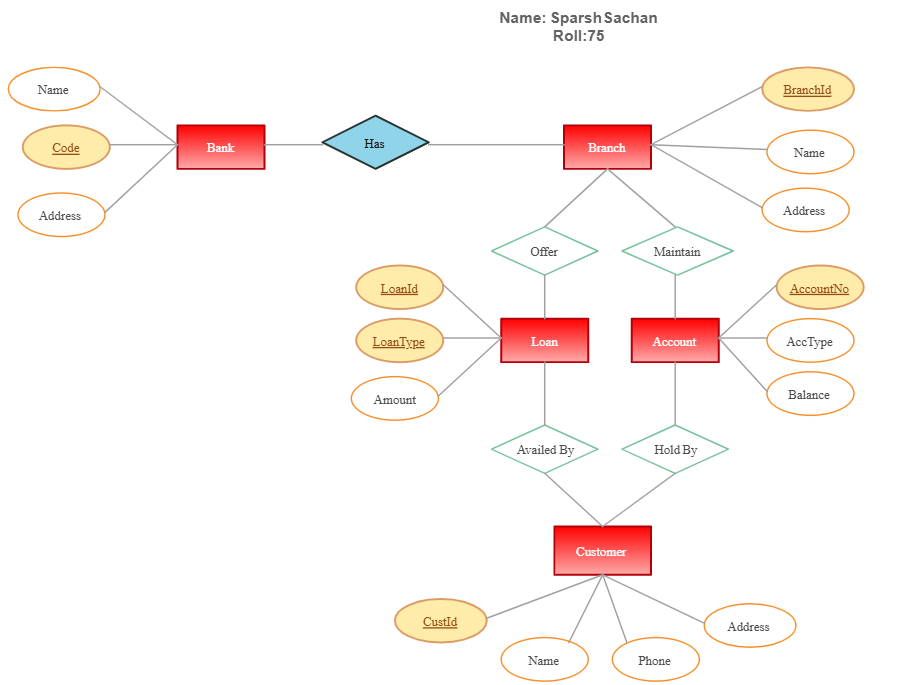 Name: Sparsh Sachan
Roll:75
Name
BranchId
Code
Bank
Has
Branch
Name
Address
Address
Offer
Maintain
LoanId
AccountNo
LoanType
Loan
Account
AccType
Amount
Balance
Availed By
Hold By
Customer
CustId
Address
Name
Phone